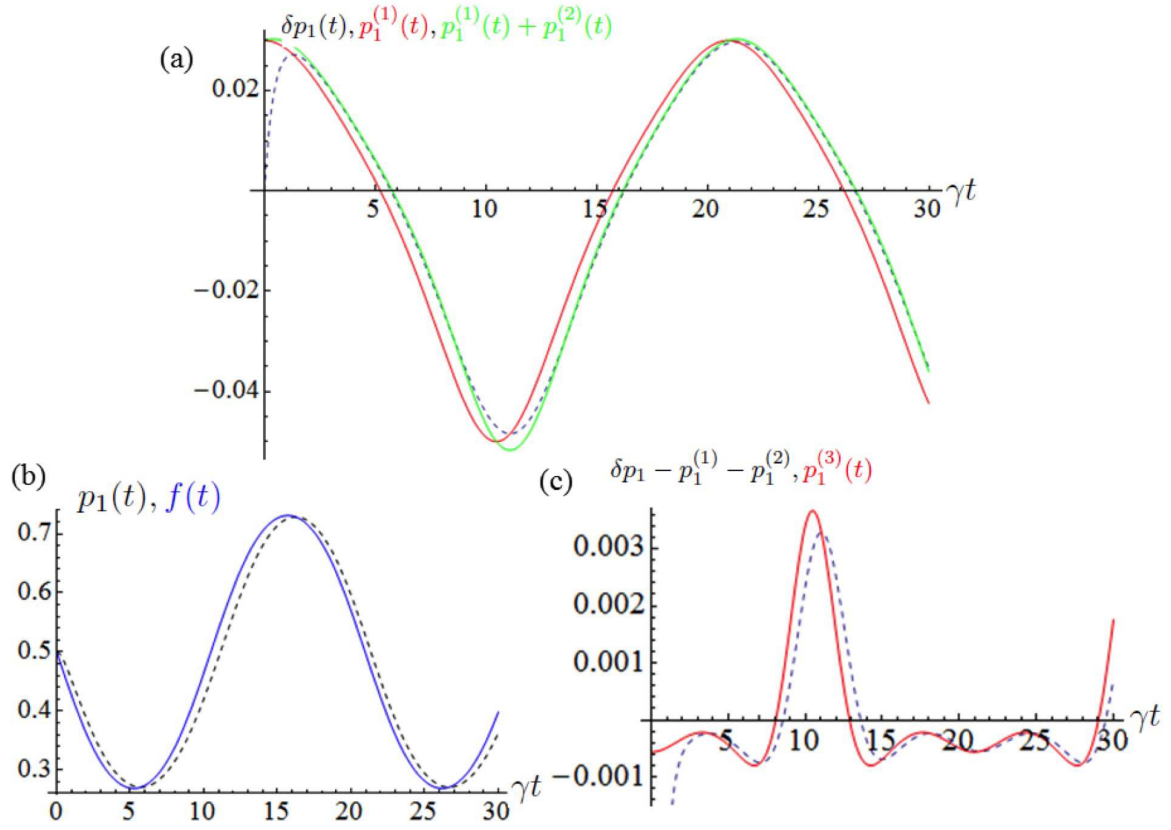 δp₁(t), p₁⁽¹⁾(t), p₁⁽¹⁾(t) + p₁⁽²⁾(t)
(a)
0.02
5 10 15 20 25 30 γt
−0.02
−0.04
(b)
p₁(t), f(t)
0.7
0.6
0.5
0.4
0.3
0 5 10 15 20 25 30 γt
(c)
δp₁ − p₁⁽¹⁾ − p₁⁽²⁾, p₁⁽³⁾(t)
0.003
0.002
0.001
5 10 15 20 25 30 γt
−0.001